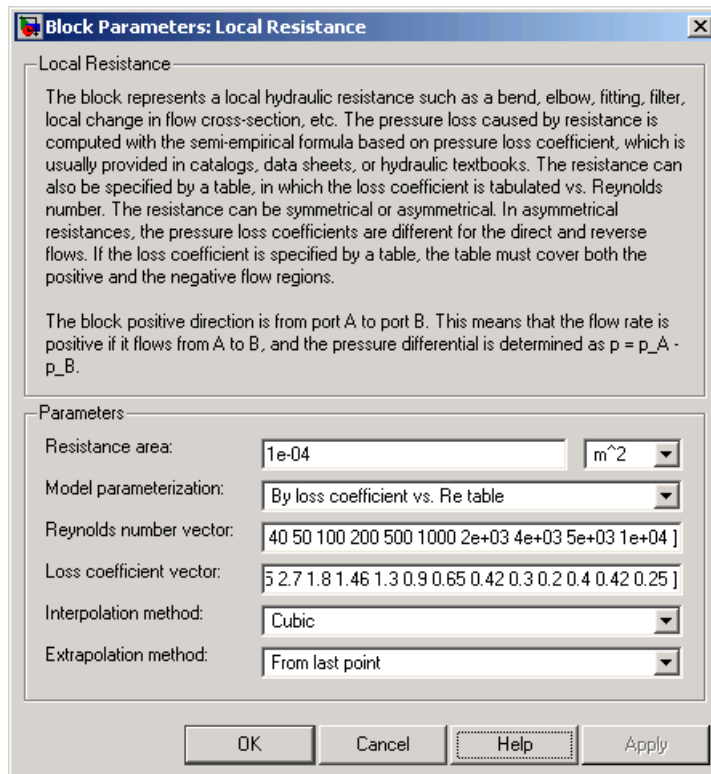 Block Parameters: Local Resistance
Local Resistance
The block represents a local hydraulic resistance such as a bend, elbow, fitting, filter,
local change in flow cross-section, etc. The pressure loss caused by resistance is
computed with the semi-empirical formula based on pressure loss coefficient, which is
usually provided in catalogs, data sheets, or hydraulic textbooks. The resistance can
also be specified by a table, in which the loss coefficient is tabulated vs. Reynolds
number. The resistance can be symmetrical or asymmetrical. In asymmetrical
resistances, the pressure loss coefficients are different for the direct and reverse
flows. If the loss coefficient is specified by a table, the table must cover both the
positive and the negative flow regions.
The block positive direction is from port A to port B. This means that the flow rate is
positive if it flows from A to B, and the pressure differential is determined as p = p_A -
p_B.
Parameters
Resistance area: 1e-04 m^2
Model parameterization: By loss coefficient vs. Re table
Reynolds number vector: 40 50 100 200 500 1000 2e+03 4e+03 5e+03 1e+04 ]
Loss coefficient vector: 5 2.7 1.8 1.46 1.3 0.9 0.65 0.42 0.3 0.2 0.4 0.42 0.25 ]
Interpolation method: Cubic
Extrapolation method: From last point
OK Cancel Help Apply